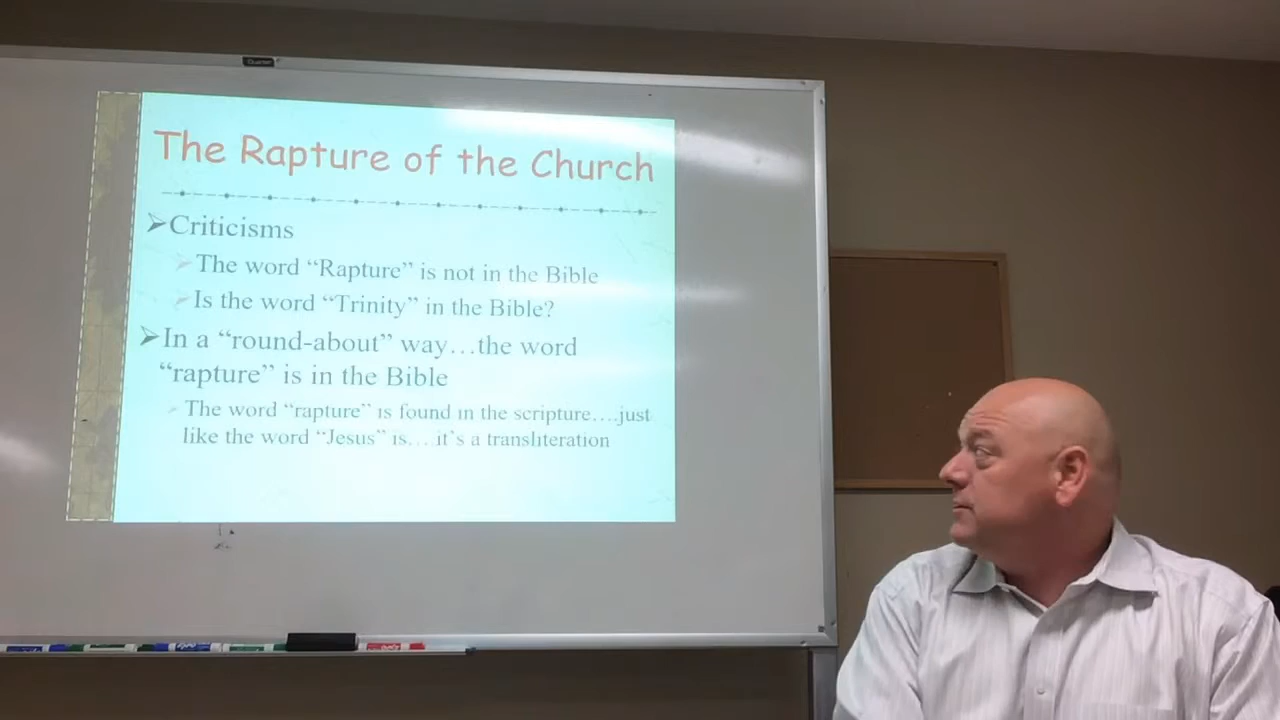 Quartet
The Rapture of the Church
Criticisms
The word “Rapture” is not in the Bible
Is the word “Trinity” in the Bible?
In a “round-about” way…the word
“rapture” is in the Bible
The word “rapture” is found in the scripture….just
like the word “Jesus” is….it’s a transliteration